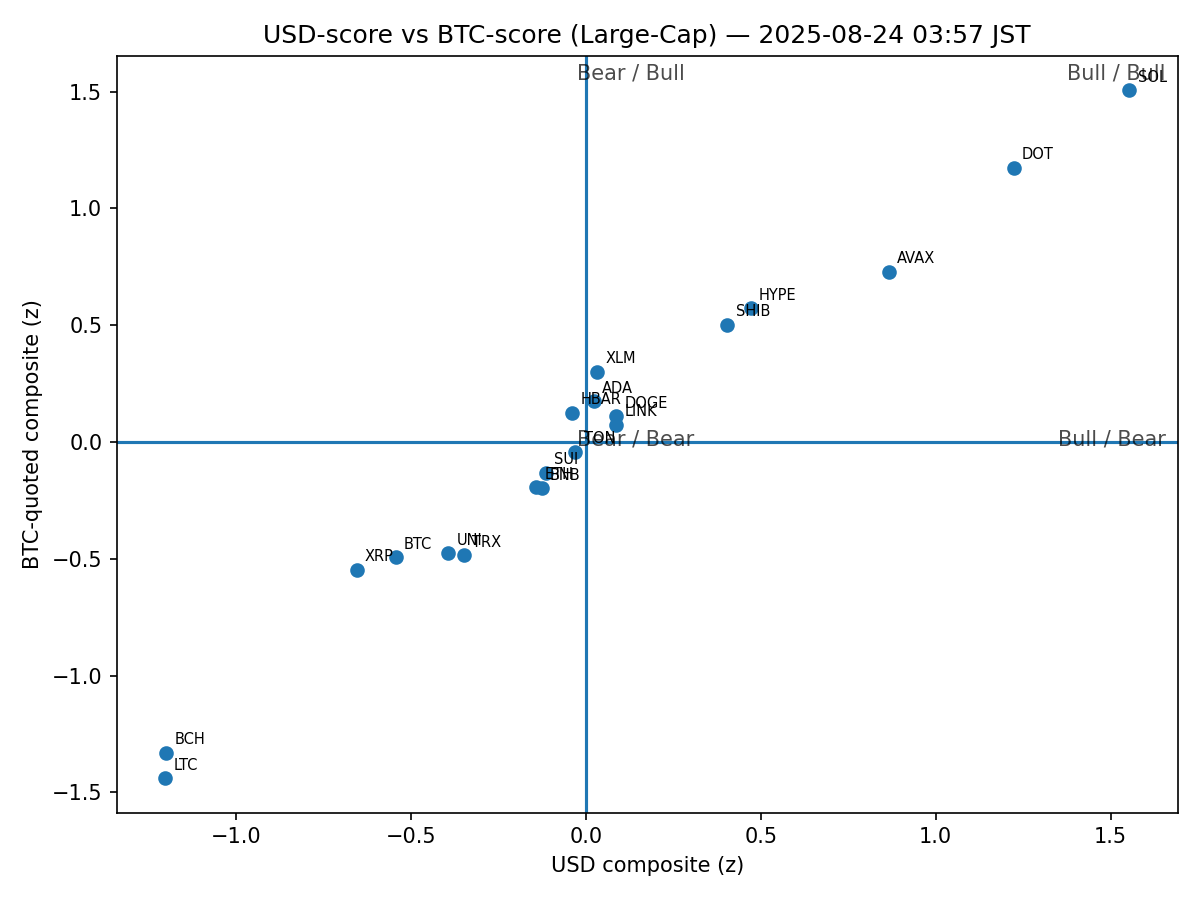 USD-score vs BTC-score (Large-Cap) — 2025-08-24 03:57 JST
Bear / Bull
Bull / Bull
SOL
1.5
DOT
1.0
AVAX
HYPE
SHIB
0.5
XLM
ADA
HBAR
DOGE
LINK
TON
Bear / Bear
Bull / Bear
0.0
SUI
ETH
BNB
UNI
TRX
BTC
XRP
−0.5
−1.0
BCH
LTC
−1.5
BTC-quoted composite (z)
−1.0
−0.5
0.0
0.5
1.0
1.5
USD composite (z)